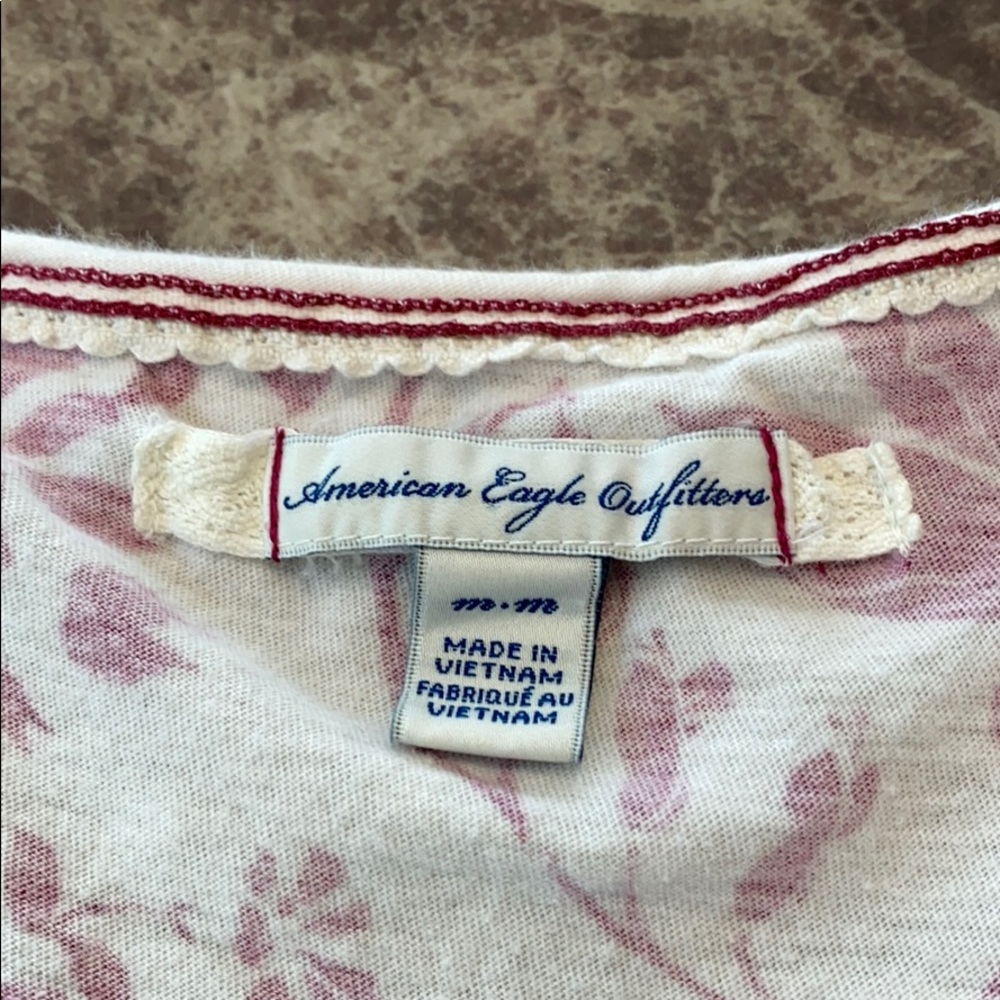 American Eagle Outfitters
m·m
MADE IN
VIETNAM
FABRIQUÉ AU
VIETNAM